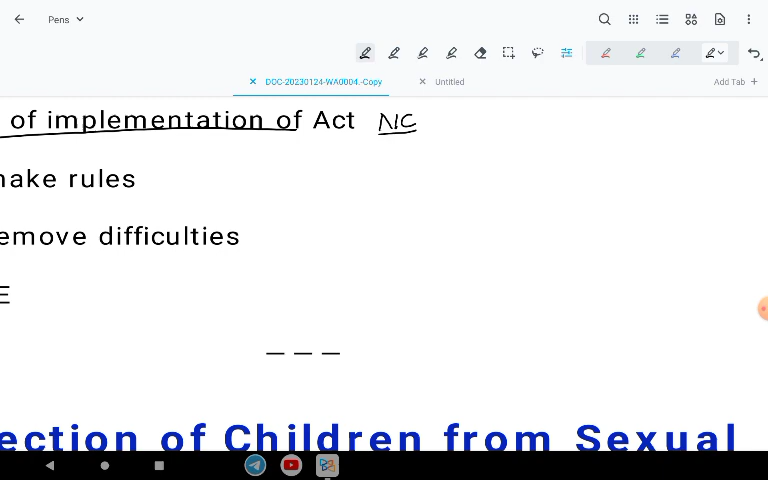 Pens
DOC-20230124-WA0004.-Copy
Untitled
Add Tab +
of implementation of Act NC
make rules
emove difficulties
E
– – –
ection of Children from Sexual